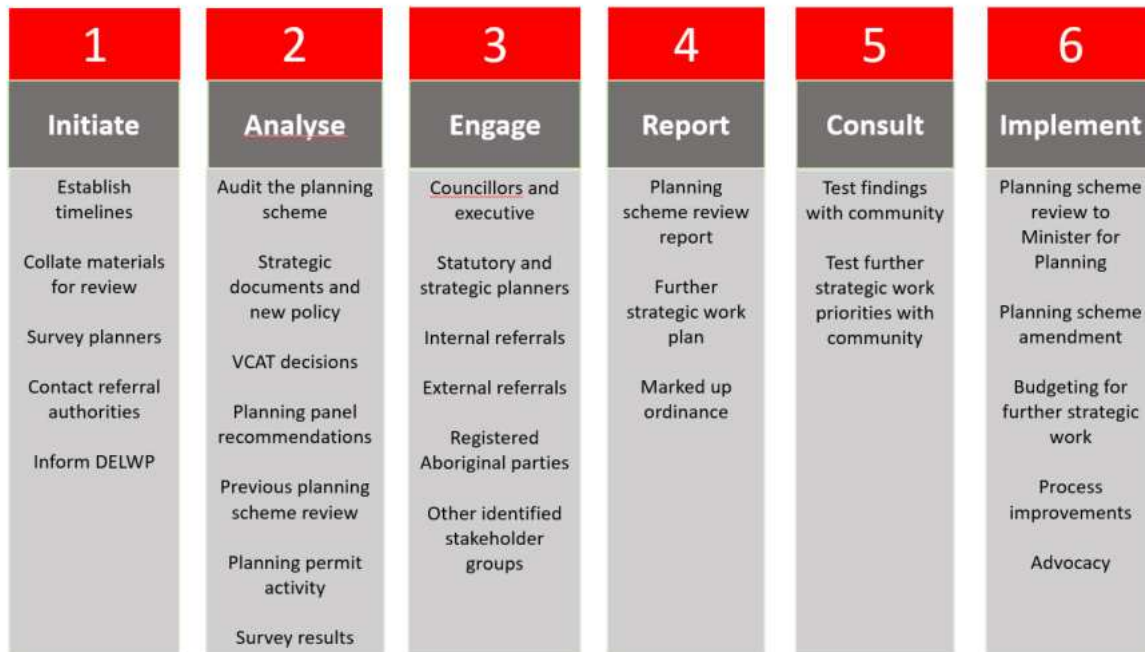 1
Initiate
Establish
timelines
Collate materials
for review
Survey planners
Contact referral
authorities
Inform DELWP
2
Analyse
Audit the planning
scheme
Strategic
documents and
new policy
VCAT decisions
Planning panel
recommendations
Previous planning
scheme review
Planning permit
activity
Survey results
3
Engage
Councillors and
executive
Statutory and
strategic planners
Internal referrals
External referrals
Registered
Aboriginal parties
Other identified
stakeholder
groups
4
Report
Planning
scheme review
report
Further
strategic work
plan
Marked up
ordinance
5
Consult
Test findings
with community
Test further
strategic work
priorities with
community
6
Implement
Planning scheme
review to
Minister for
Planning
Planning scheme
amendment
Budgeting for
further strategic
work
Process
improvements
Advocacy